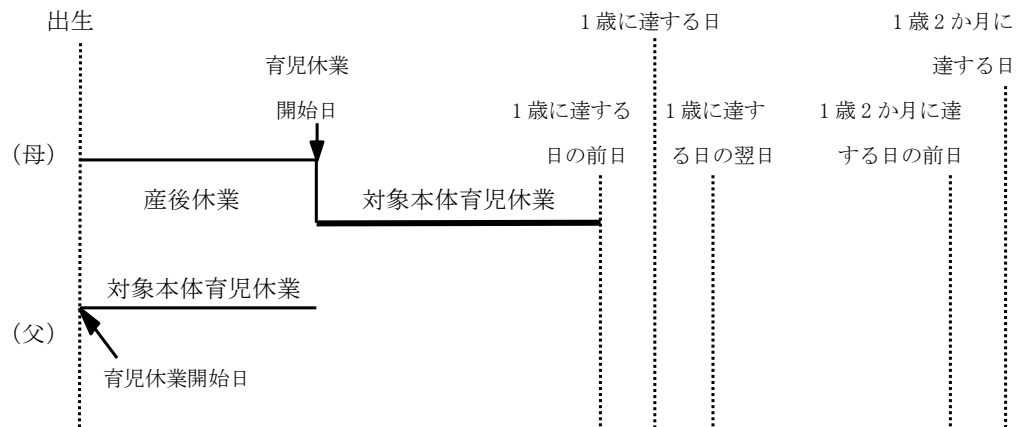 出生
1歳に達する日
1歳2か月に
達する日
育児休業
開始日
1歳に達する
日の前日
1歳に達す
る日の翌日
1歳2か月に達
する日の前日
（母）
産後休業
対象本体育児休業
対象本体育児休業
（父）
育児休業開始日